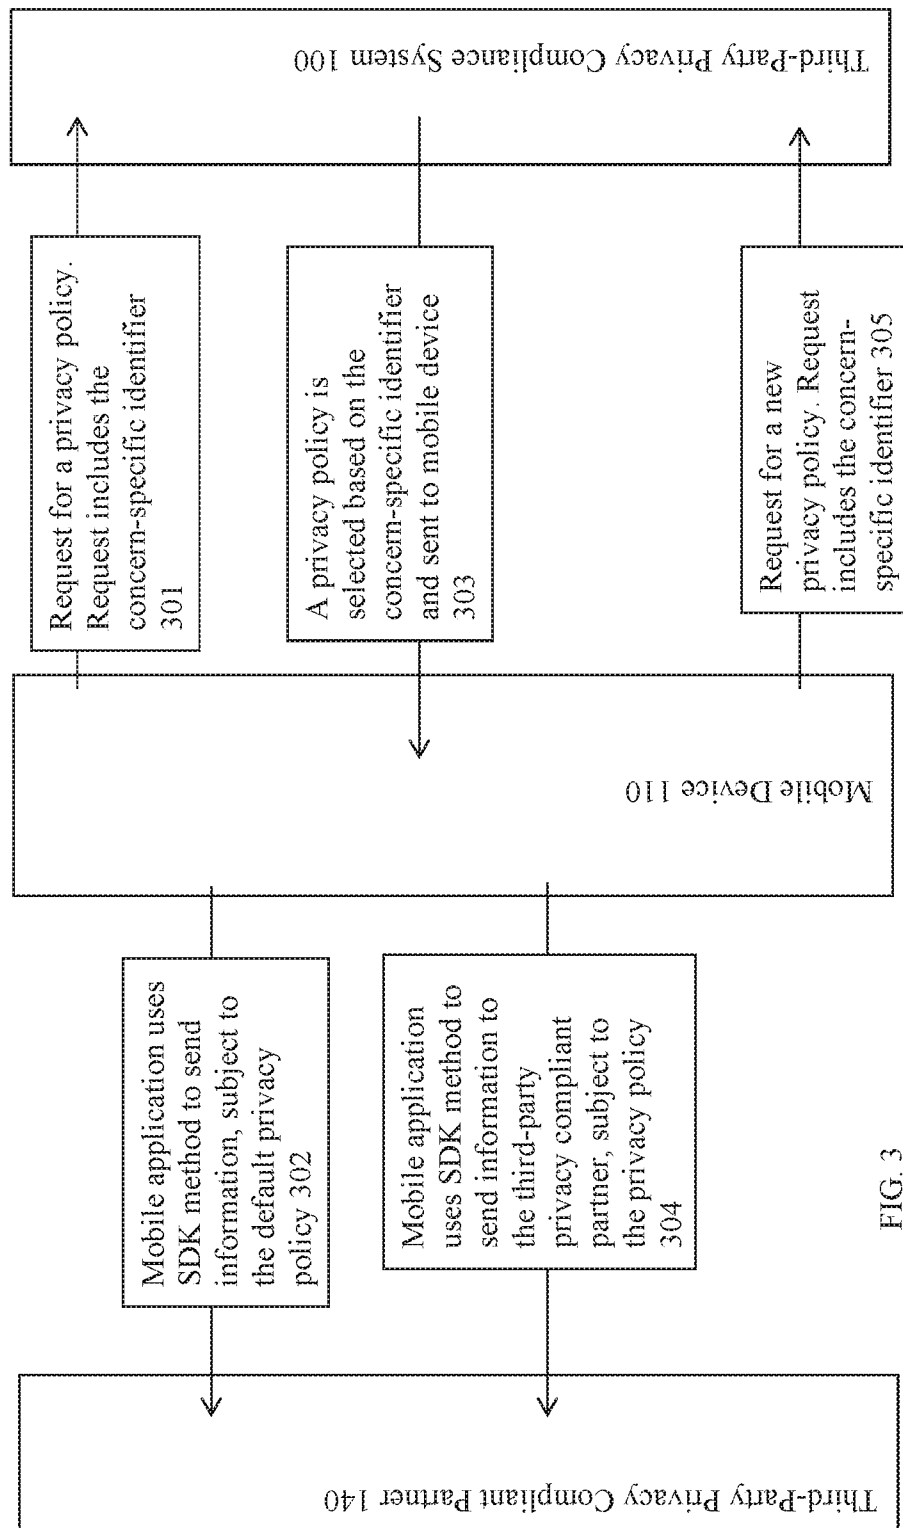 Third-Party Privacy Compliant Partner 140
Mobile Device 110
Third-Party Privacy Compliance System 100
Request for a privacy policy.
Request includes the
concern-specific identifier
301
Mobile application uses
SDK method to send
information, subject to
the default privacy
policy 302
A privacy policy is
selected based on the
concern-specific identifier
and sent to mobile device
303
Mobile application
uses SDK method to
send information to
the third-party
privacy compliant
partner, subject to
the privacy policy
304
Request for a new
privacy policy. Request
includes the concern-
specific identifier 305
FIG. 3